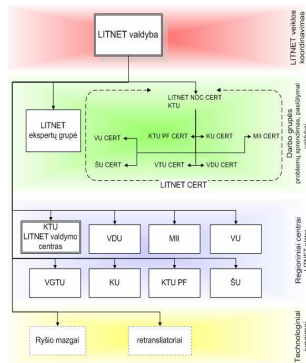 LITNET valdyba
LITNET veiklos
koordinavimas
LITNET
ekspertų grupė
LITNET NOC CERT
KTU
VU CERT
KTU PF CERT
KU CERT
MII CERT
ŠU CERT
VTU CERT
VDU CERT
LITNET CERT
Darbo grupės
problemų sprendimas, pasiūlymai
KTU
LITNET valdymo
centras
VDU
MII
VU
VGTU
KU
KTU PF
ŠU
Regioniniai centrai
Ryšio mazgai
retransliatoriai
Technologiniai